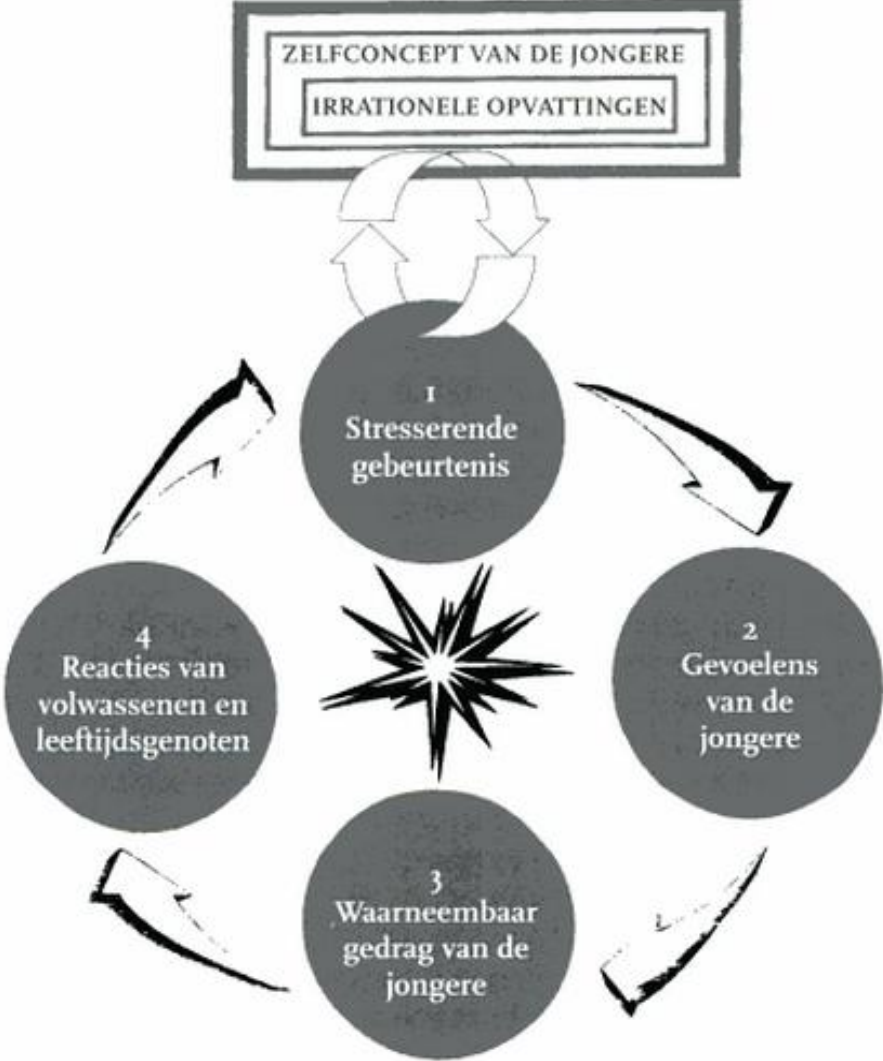 ZELFCONCEPT VAN DE JONGERE
IRRATIONELE OPVATTINGEN
1
Stresserende
gebeurtenis
2
Gevoelens
van de
jongere
3
Waarneembaar
gedrag van de
jongere
4
Reacties van
volwassenen en
leeftijdsgenoten